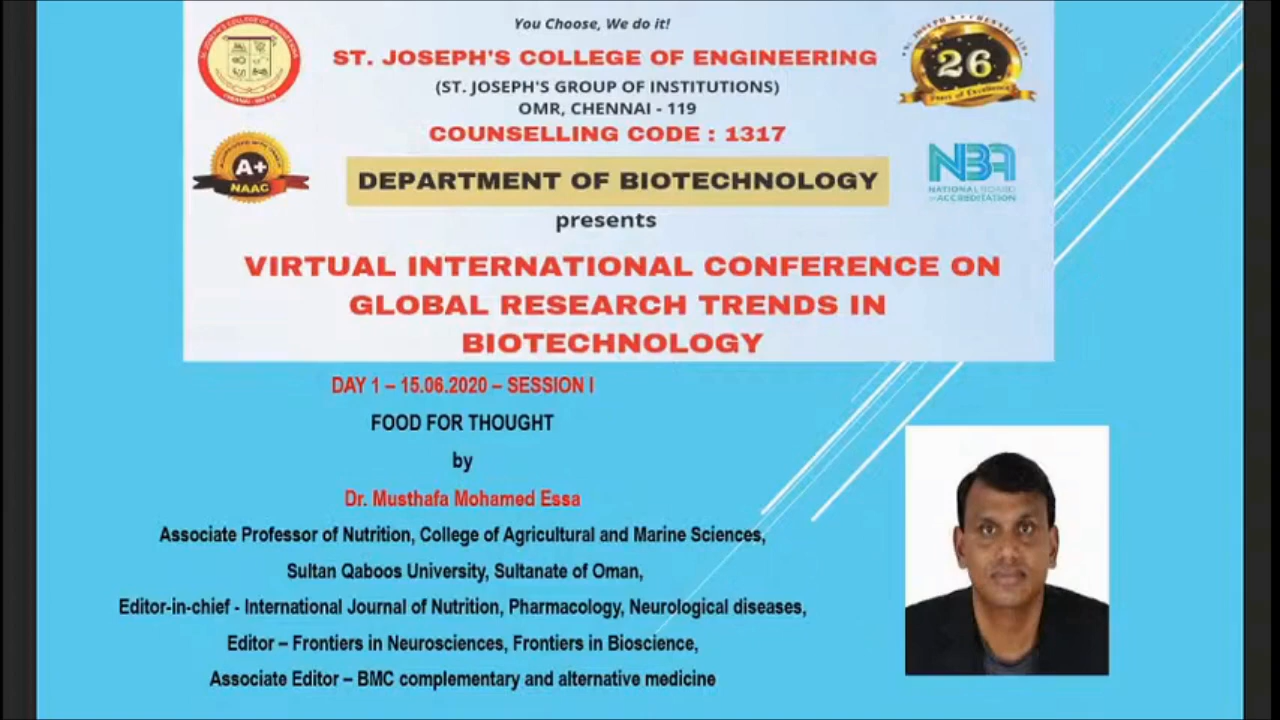 You Choose, We do it!
ST. JOSEPH'S COLLEGE OF ENGINEERING
(ST. JOSEPH'S GROUP OF INSTITUTIONS)
OMR, CHENNAI - 119
COUNSELLING CODE : 1317
26
Years of Excellence
A+
NAAC
NBA
NATIONAL BOARD
of ACCREDITATION
DEPARTMENT OF BIOTECHNOLOGY
presents
VIRTUAL INTERNATIONAL CONFERENCE ON
GLOBAL RESEARCH TRENDS IN
BIOTECHNOLOGY
DAY 1 – 15.06.2020 – SESSION I
FOOD FOR THOUGHT
by
Dr. Musthafa Mohamed Essa
Associate Professor of Nutrition, College of Agricultural and Marine Sciences,
Sultan Qaboos University, Sultanate of Oman,
Editor-in-chief - International Journal of Nutrition, Pharmacology, Neurological diseases,
Editor – Frontiers in Neurosciences, Frontiers in Bioscience,
Associate Editor – BMC complementary and alternative medicine